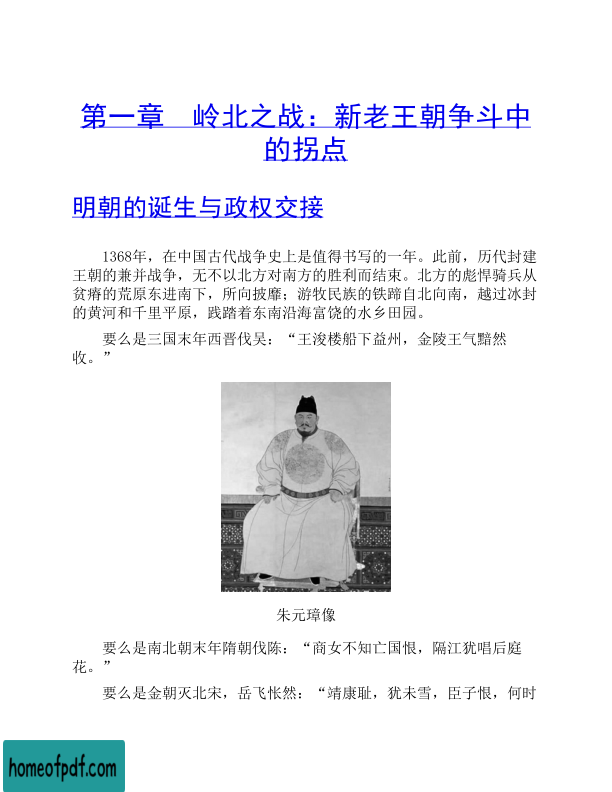 第一章　岭北之战：新老王朝争斗中
的拐点
明朝的诞生与政权交接
1368年，在中国古代战争史上是值得书写的一年。此前，历代封建
王朝的兼并战争，无不以北方对南方的胜利而结束。北方的彪悍骑兵从
贫瘠的荒原东进南下，所向披靡；游牧民族的铁蹄自北向南，越过冰封
的黄河和千里平原，践踏着东南沿海富饶的水乡田园。
要么是三国末年西晋伐吴：“王浚楼船下益州，金陵王气黯然
收。”
朱元璋像
要么是南北朝末年隋朝伐陈：“商女不知亡国恨，隔江犹唱后庭
花。”
要么是金朝灭北宋，岳飞怅然：“靖康耻，犹未雪，臣子恨，何时
homeofpdf.com